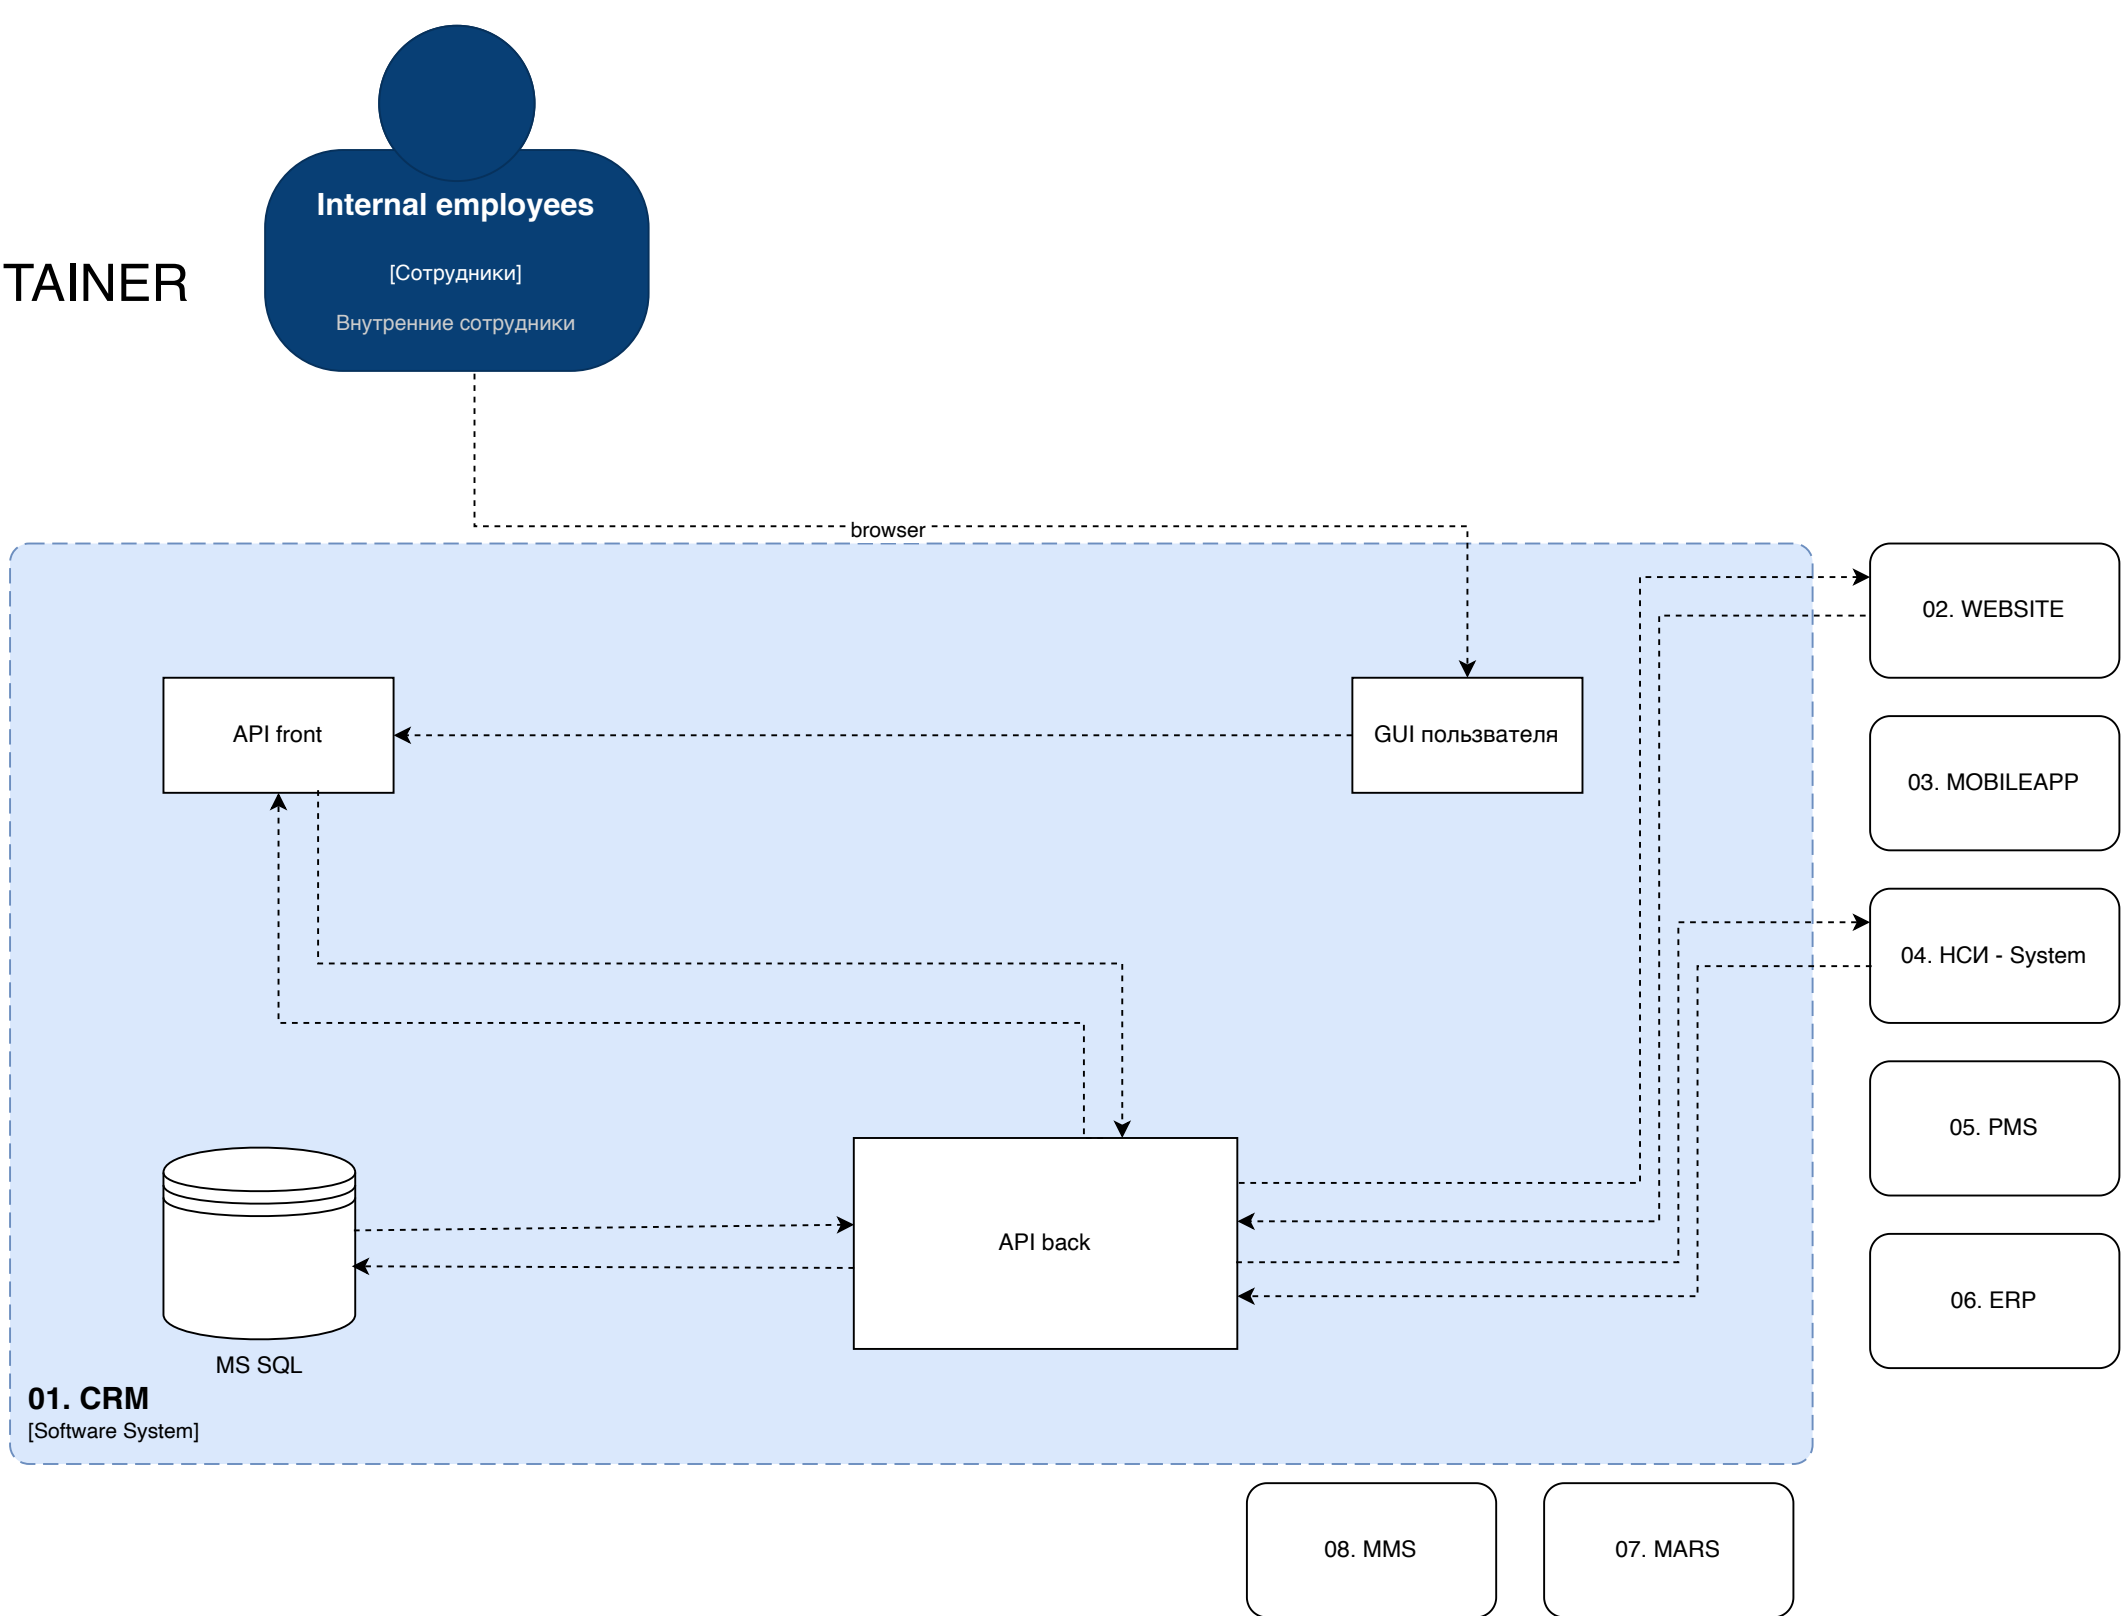 Internal employees
[Сотрудники]
Внутренние сотрудники
TAINER
browser
02. WEBSITE
API front
GUI пользвателя
03. MOBILEAPP
04. НСИ - System
05. PMS
API back
06. ERP
MS SQL
01. CRM
[Software System]
08. MMS
07. MARS